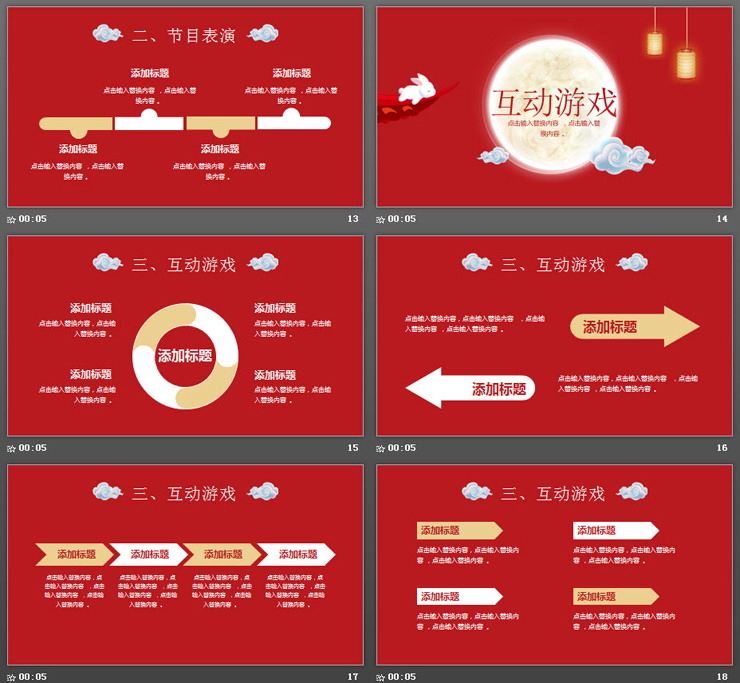 二、节目表演
添加标题
点击输入替换内容 ，点击输入替
换内容 。
添加标题
点击输入替换内容 ，点击输入替
换内容 。
添加标题
点击输入替换内容 ，点击输入替
换内容 。
添加标题
点击输入替换内容 ，点击输入替
换内容 。
00:05
13
互动游戏
点击输入替换内容 ，点击输入替
换内容 。
00:05
14
三、互动游戏
添加标题
点击输入替换内容，点击输
入替换内容 。
添加标题
点击输入替换内容，点击输
入替换内容 。
添加标题
添加标题
点击输入替换内容，点击输
入替换内容 。
添加标题
点击输入替换内容，点击输
入替换内容 。
00:05
15
三、互动游戏
点击输入替换内容，点击输入替换内容 ，点击输
入替换内容 ，点击输入替换内容 。
添加标题
添加标题
点击输入替换内容，点击输入替换内容 ，点击输
入替换内容 ，点击输入替换内容 。
00:05
16
三、互动游戏
添加标题
添加标题
添加标题
添加标题
点击输入替换内容，点
击输入替换内容 ，点击
输入替换内容 ，点击输
入替换内容 。
点击输入替换内容，点
击输入替换内容 ，点击
输入替换内容 ，点击输
入替换内容 。
点击输入替换内容，点
击输入替换内容 ，点击
输入替换内容 ，点击输
入替换内容 。
点击输入替换内容，点
击输入替换内容 ，点击
输入替换内容 ，点击输
入替换内容 。
00:05
17
三、互动游戏
添加标题
点击输入替换内容，点击输入替换内
容 ，点击输入替换内容 。
添加标题
点击输入替换内容，点击输入替换内
容 ，点击输入替换内容 。
添加标题
点击输入替换内容，点击输入替换内
容 ，点击输入替换内容 。
添加标题
点击输入替换内容，点击输入替换内
容 ，点击输入替换内容 。
00:05
18